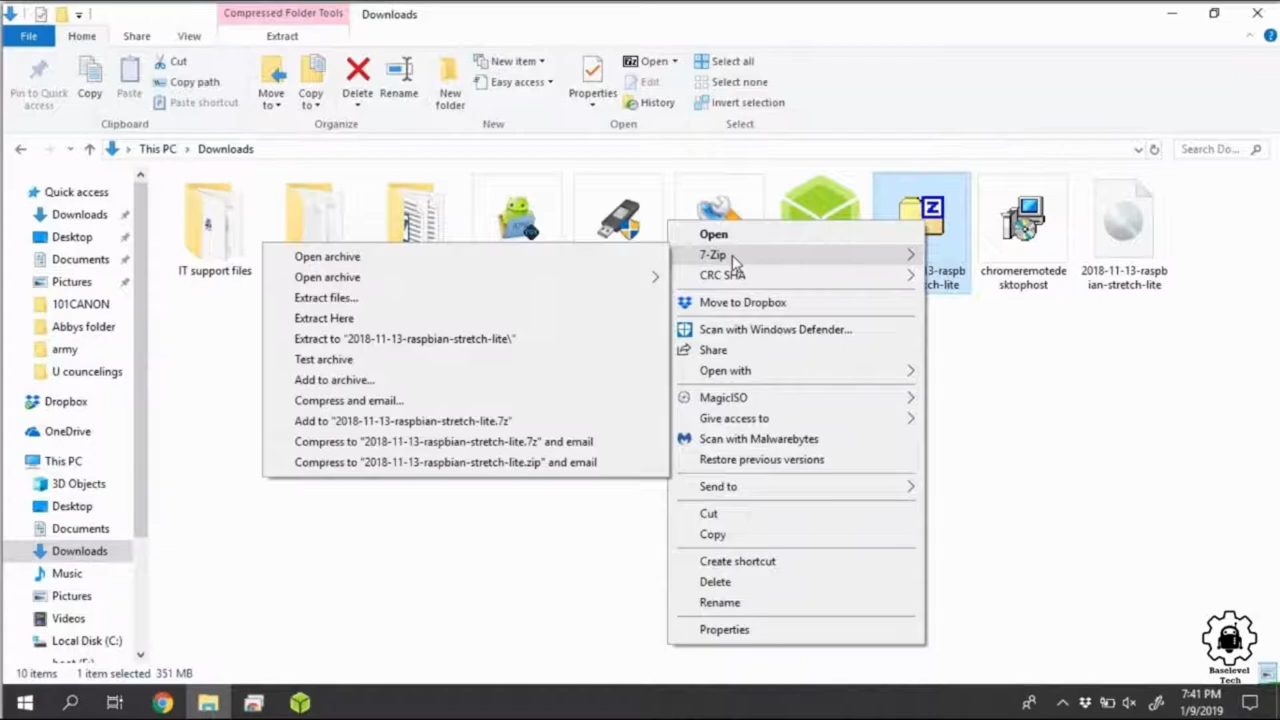 Compressed Folder Tools
Downloads
File
Home
Share
View
Extract
Pin to Quick
access
Copy
Paste
Cut
Copy path
Paste shortcut
Clipboard
Move
to
Copy
to
Delete
Rename
Organize
New
folder
New item
Easy access
New
Properties
Open
Edit
History
Open
Select all
Select none
Invert selection
Select
This PC
Downloads
Search Do...
Quick access
Downloads
Desktop
Documents
Pictures
101CANON
Abbys folder
army
U councelings
Dropbox
OneDrive
This PC
3D Objects
Desktop
Documents
Downloads
Music
Pictures
Videos
Local Disk (C:)
IT support files
chromeremotede
sktophost
2018-11-13-raspb
ian-stretch-lite
Open archive
Open archive
Extract files...
Extract Here
Extract to "2018-11-13-raspbian-stretch-lite\"
Test archive
Add to archive...
Compress and email...
Add to "2018-11-13-raspbian-stretch-lite.7z"
Compress to "2018-11-13-raspbian-stretch-lite.7z" and email
Compress to "2018-11-13-raspbian-stretch-lite.zip" and email
Open
7-Zip
CRC SHA
Move to Dropbox
Scan with Windows Defender...
Share
Open with
MagicISO
Give access to
Scan with Malwarebytes
Restore previous versions
Send to
Cut
Copy
Create shortcut
Delete
Rename
Properties
Baselevel
Tech
10 items
1 item selected 351 MB
7:41 PM
1/9/2019